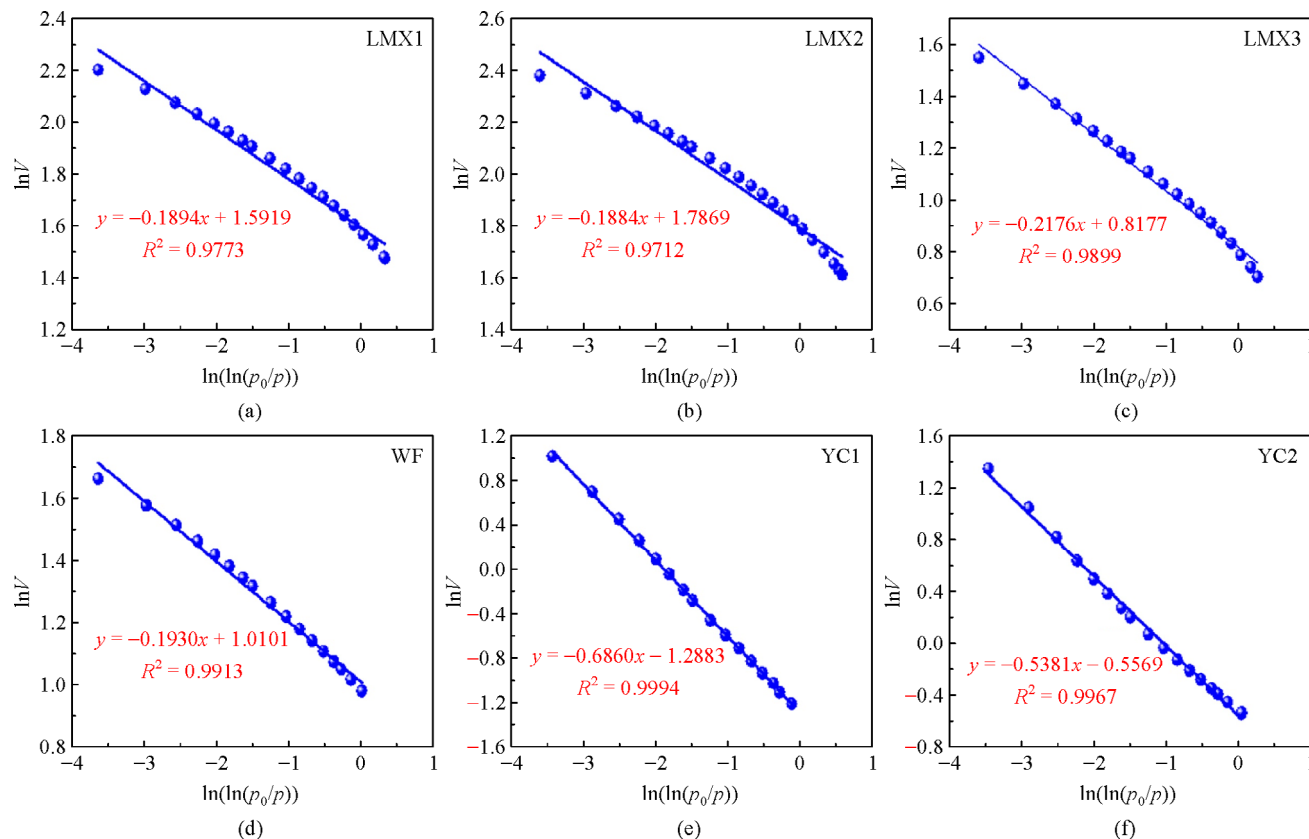 LMX1
2.4
2.2
2.0
1.8
1.6
1.4
1.2
lnV
y = −0.1894x + 1.5919
R² = 0.9773
−4 −3 −2 −1 0 1
ln(ln(p₀/p))
(a)
LMX2
2.6
2.4
2.2
2.0
1.8
1.6
1.4
lnV
y = −0.1884x + 1.7869
R² = 0.9712
−4 −3 −2 −1 0 1
ln(ln(p₀/p))
(b)
LMX3
1.6
1.4
1.2
1.0
0.8
0.6
lnV
y = −0.2176x + 0.8177
R² = 0.9899
−4 −3 −2 −1 0 1
ln(ln(p₀/p))
(c)
WF
1.8
1.6
1.4
1.2
1.0
0.8
lnV
y = −0.1930x + 1.0101
R² = 0.9913
−4 −3 −2 −1 0 1
ln(ln(p₀/p))
(d)
YC1
1.2
0.8
0.4
0.0
−0.4
−0.8
−1.2
−1.6
lnV
y = −0.6860x − 1.2883
R² = 0.9994
−4 −3 −2 −1 0 1
ln(ln(p₀/p))
(e)
YC2
1.6
1.2
0.8
0.4
0.0
−0.4
−0.8
lnV
y = −0.5381x − 0.5569
R² = 0.9967
−4 −3 −2 −1 0 1
ln(ln(p₀/p))
(f)